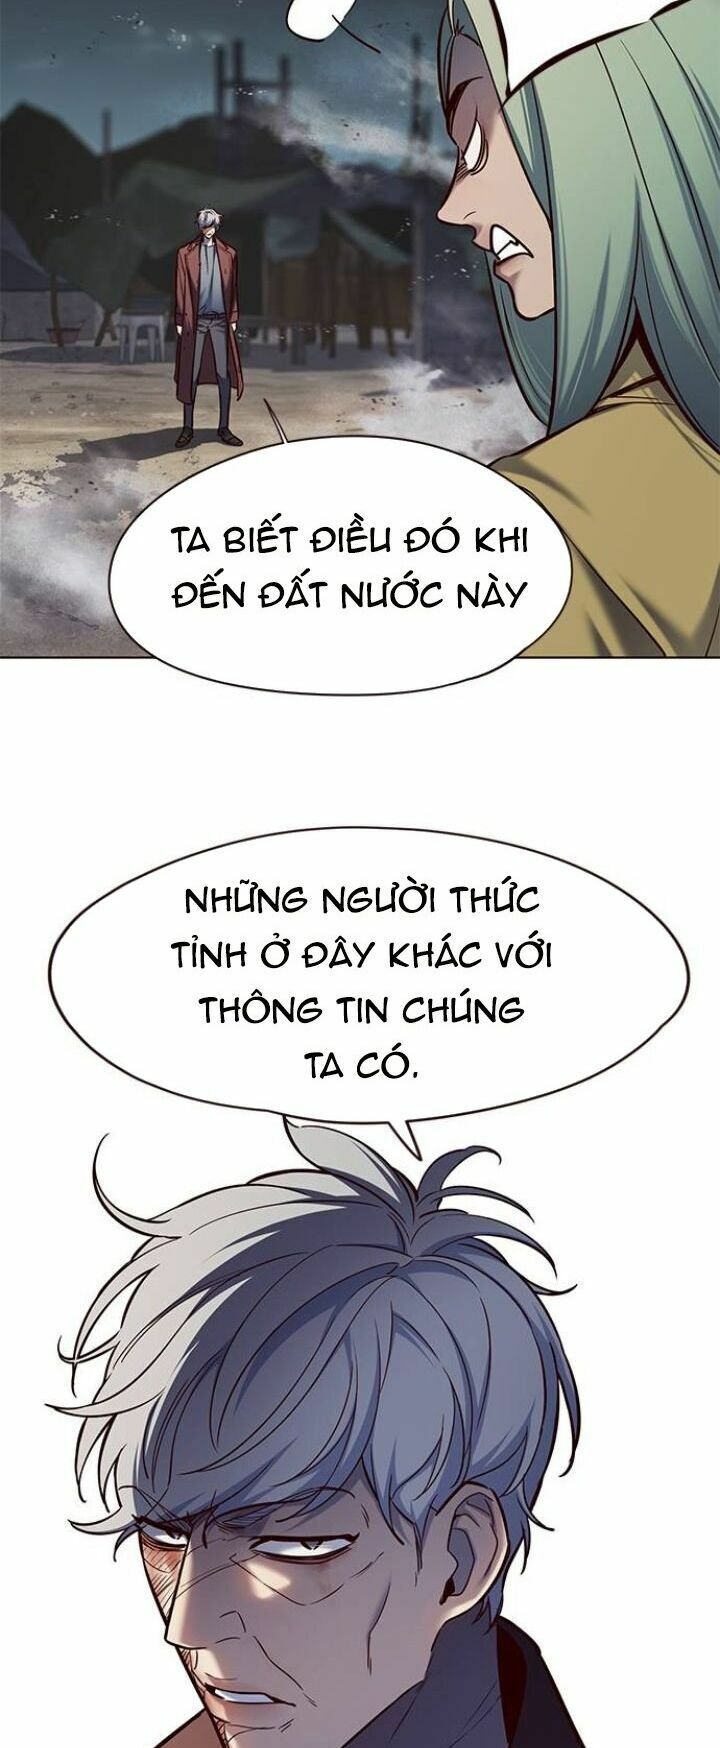 TA BIẾT ĐIỀU ĐÓ KHI
ĐẾN ĐẤT NƯỚC NÀY
NHỮNG NGƯỜI THỨC
TỈNH Ở ĐÂY KHÁC VỚI
THÔNG TIN CHÚNG
TA CÓ.